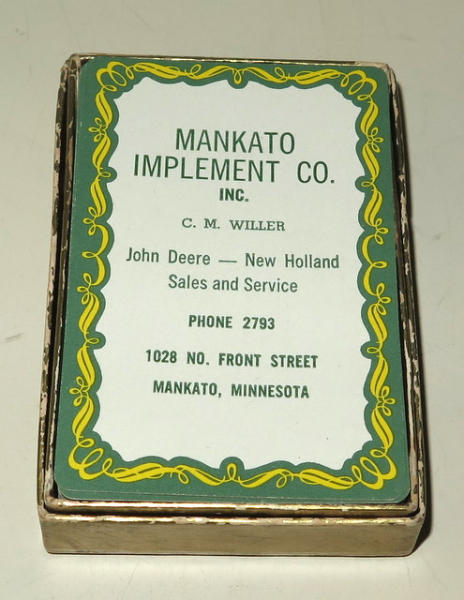 MANKATO
IMPLEMENT CO.
INC.
C. M. WILLER
John Deere — New Holland
Sales and Service
PHONE 2793
1028 NO. FRONT STREET
MANKATO, MINNESOTA